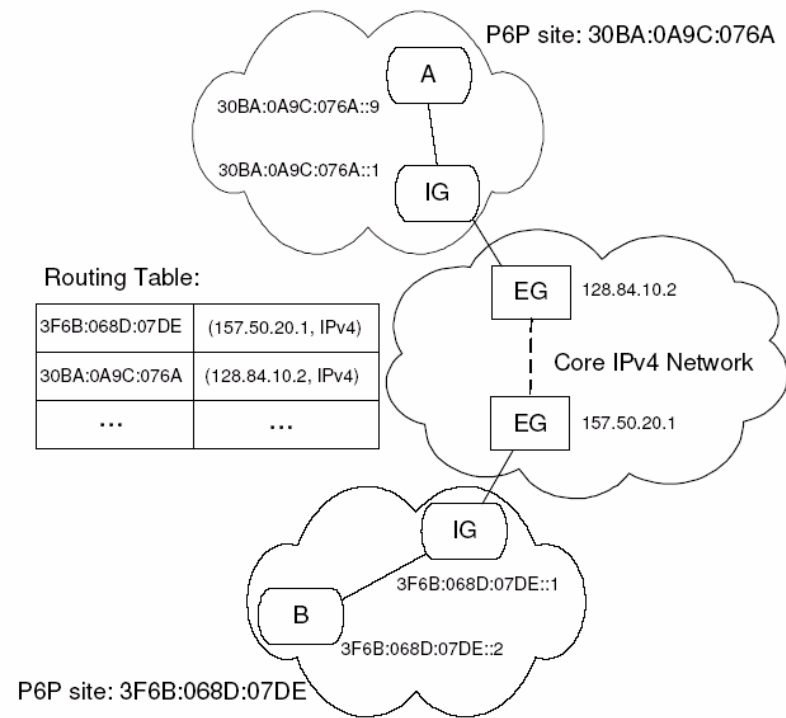 P6P site: 30BA:0A9C:076A
A
30BA:0A9C:076A::9
30BA:0A9C:076A::1
IG
EG
128.84.10.2
Routing Table:
3F6B:068D:07DE (157.50.20.1, IPv4)
30BA:0A9C:076A (128.84.10.2, IPv4)
... ...
Core IPv4 Network
EG
157.50.20.1
IG
3F6B:068D:07DE::1
B
3F6B:068D:07DE::2
P6P site: 3F6B:068D:07DE